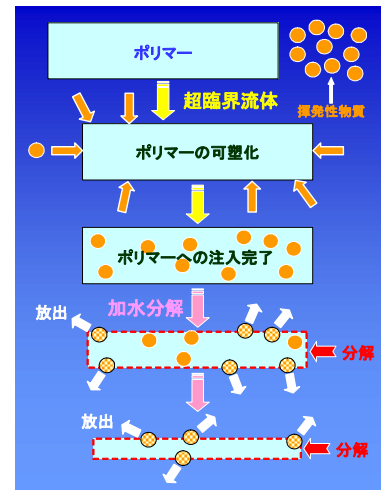 ポリマー
超臨界流体
揮発性物質
ポリマーの可塑化
ポリマーへの注入完了
加水分解
放出
分解
放出
分解